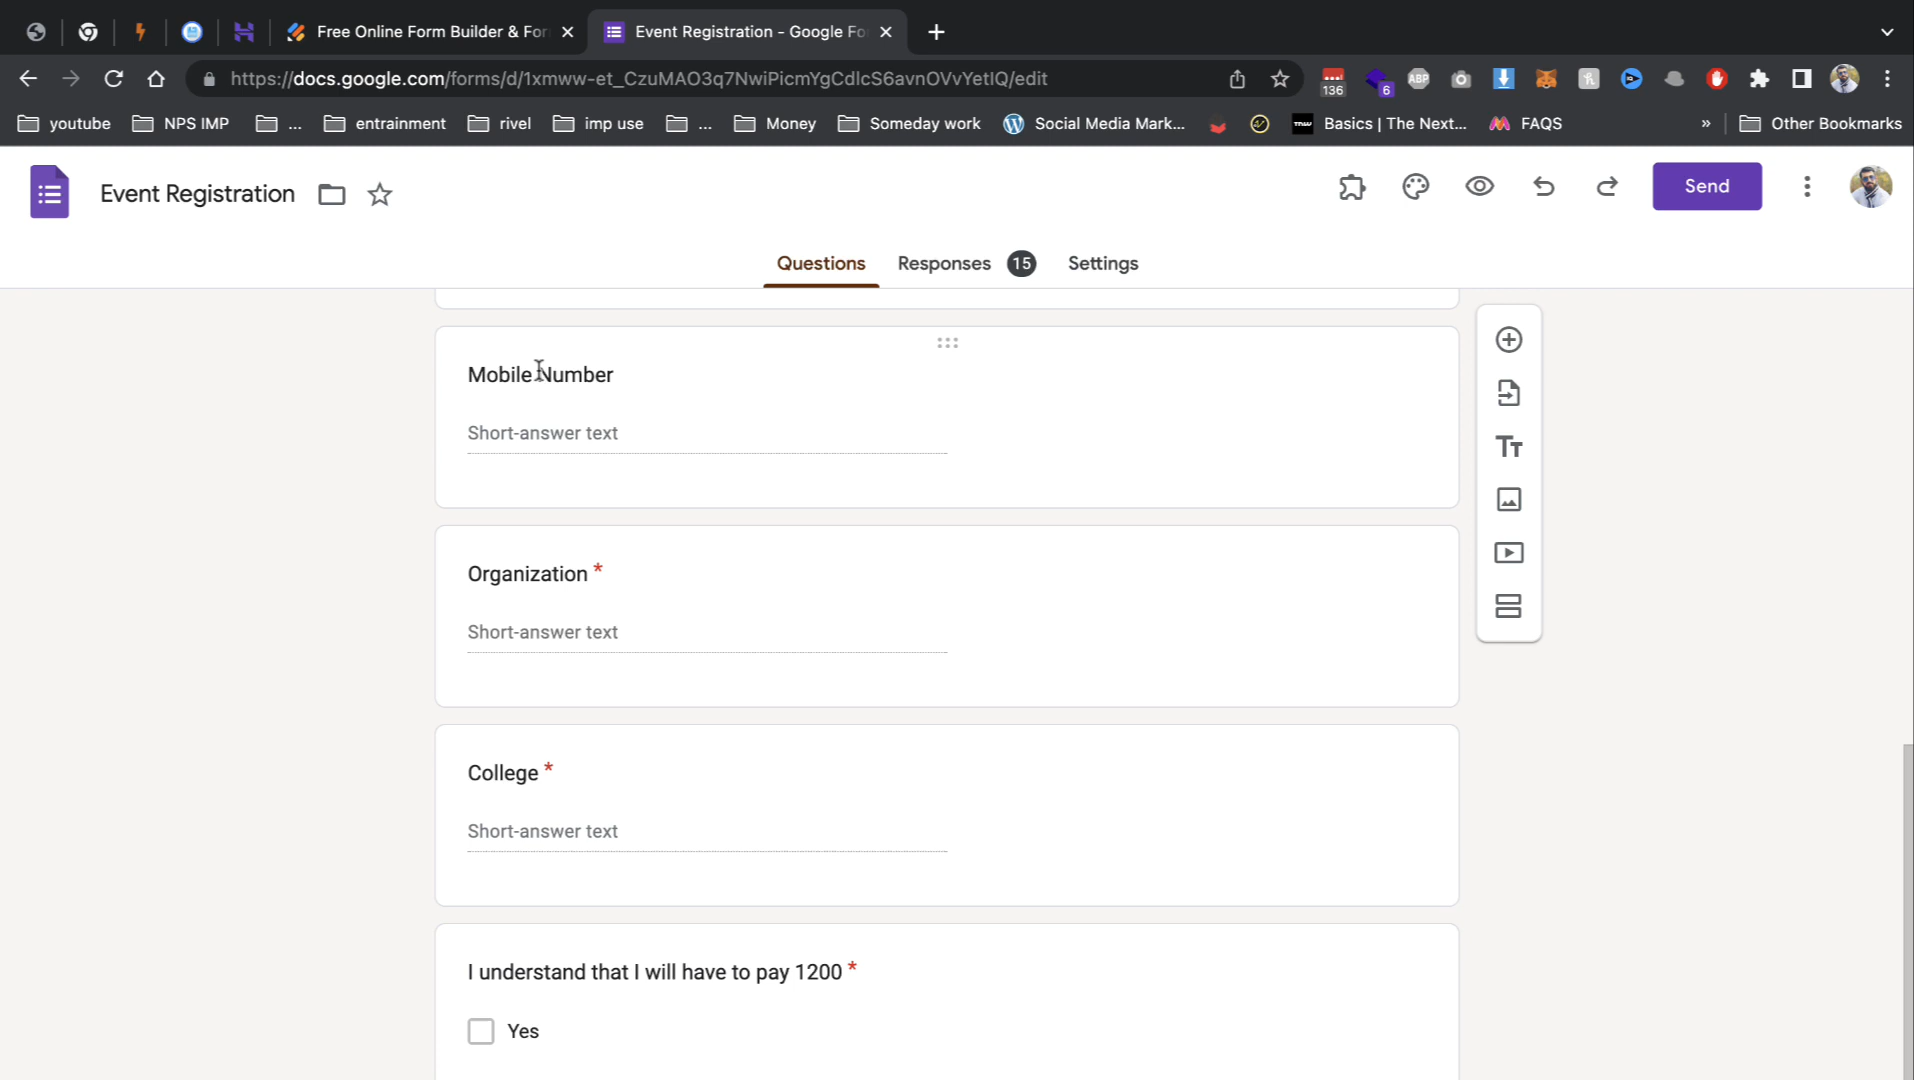 Free Online Form Builder & For
Event Registration - Google Fo
https://docs.google.com/forms/d/1xmww-et_CzuMAO3q7NwiPicmYgCdlcS6avnOVvYetIQ/edit
136
6
ABP
youtube
NPS IMP
...
entrainment
rivel
imp use
...
Money
Someday work
Social Media Mark...
TNW
Basics | The Next...
FAQS
»
Other Bookmarks
Event Registration
Send
Questions
Responses 15
Settings
Mobile Number
Short-answer text
Organization *
Short-answer text
College *
Short-answer text
I understand that I will have to pay 1200 *
Yes